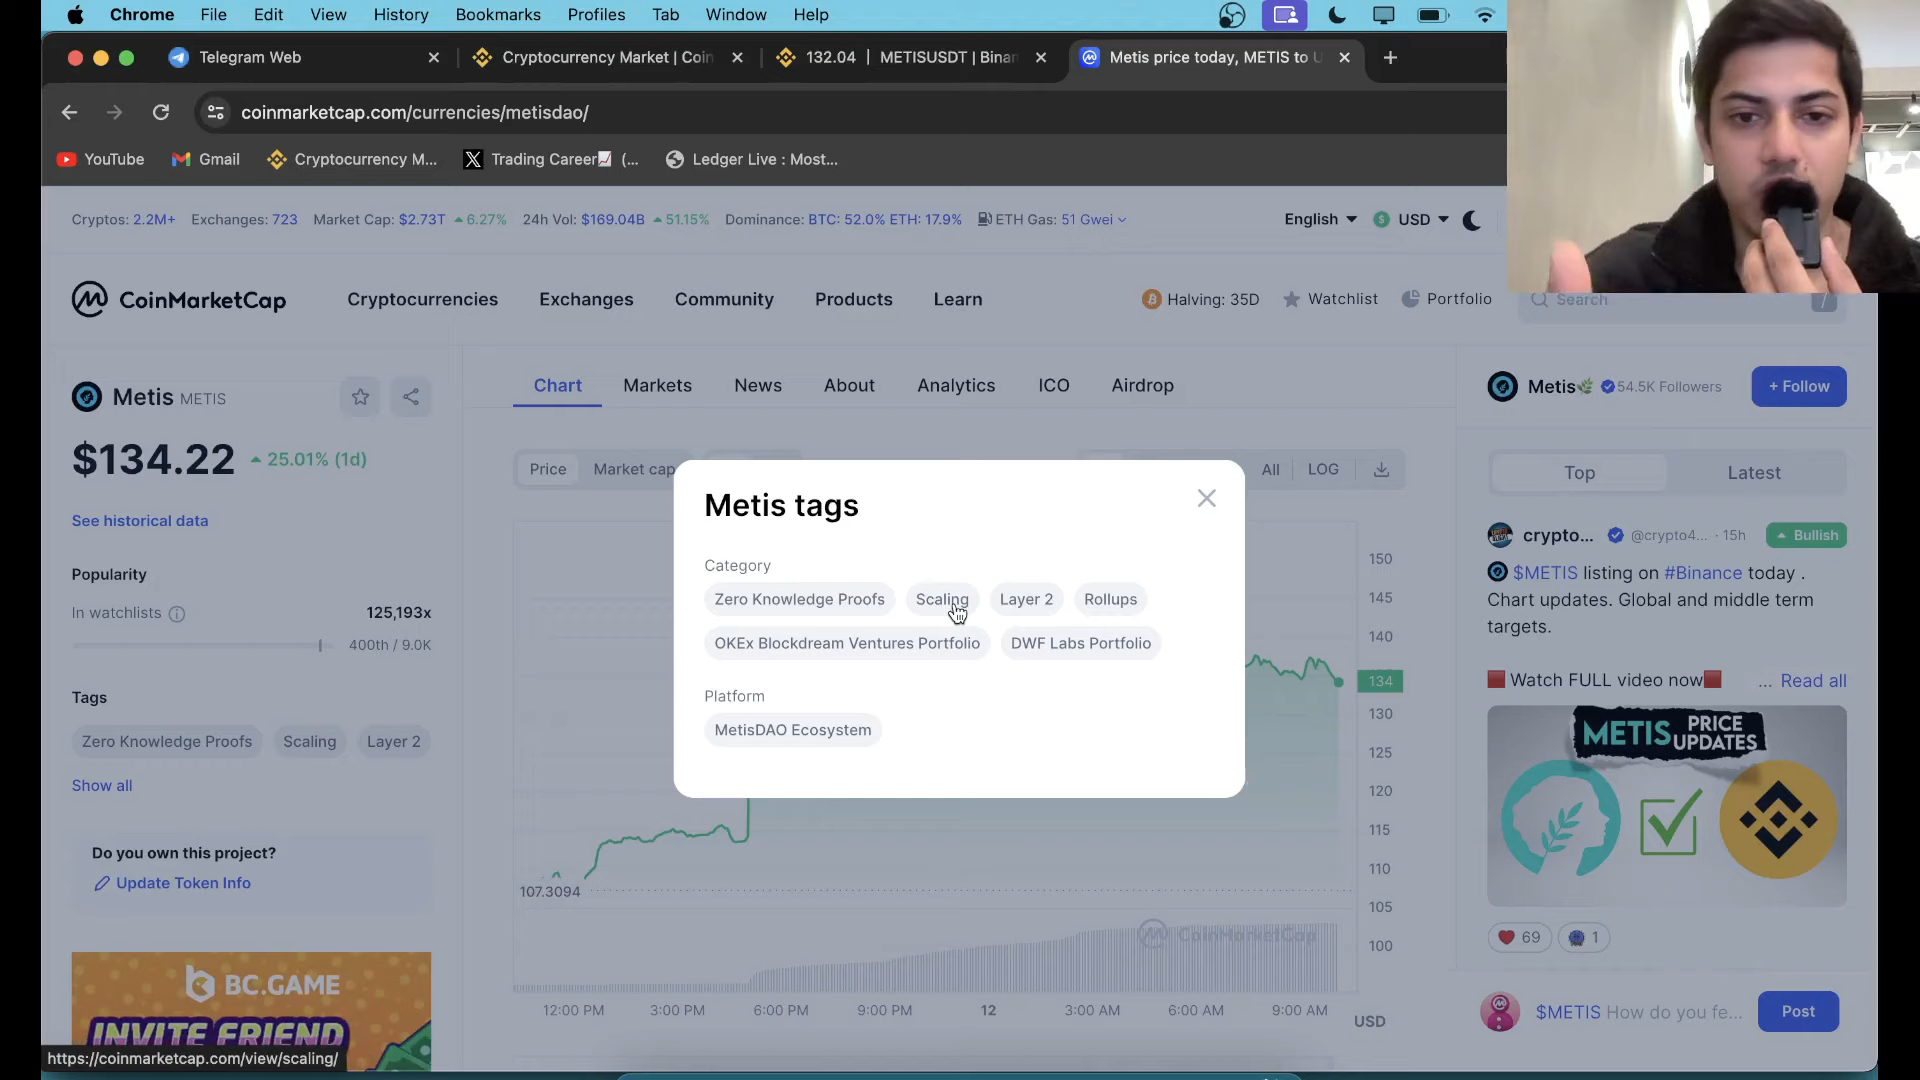 Chrome File Edit View History Bookmarks Profiles Tab Window Help
Telegram Web
Cryptocurrency Market | Coin
132.04 | METISUSDT | Binan
Metis price today, METIS to U
coinmarketcap.com/currencies/metisdao/
YouTube Gmail Cryptocurrency M... Trading Career (... Ledger Live : Most...
Cryptos: 2.2M+ Exchanges: 723 Market Cap: $2.73T 6.27% 24h Vol: $169.04B 51.15% Dominance: BTC: 52.0% ETH: 17.9% ETH Gas: 51 Gwei
English USD
CoinMarketCap
Cryptocurrencies Exchanges Community Products Learn
Halving: 35D Watchlist Portfolio Search /
Metis METIS
$134.22 25.01% (1d)
See historical data
Popularity
In watchlists 125,193x
400th / 9.0K
Tags
Zero Knowledge Proofs Scaling Layer 2
Show all
Do you own this project?
Update Token Info
BC.GAME
INVITE FRIEND
https://coinmarketcap.com/view/scaling/
Chart Markets News About Analytics ICO Airdrop
Price Market cap All LOG
Metis tags
Category
Zero Knowledge Proofs Scaling Layer 2 Rollups
OKEx Blockdream Ventures Portfolio DWF Labs Portfolio
Platform
MetisDAO Ecosystem
150
145
140
134
130
125
120
115
110
105
100
107.3094
CoinMarketCap
12:00 PM 3:00 PM 6:00 PM 9:00 PM 12 3:00 AM 6:00 AM 9:00 AM
USD
Metis 54.5K Followers + Follow
Top Latest
crypto... @crypto4... · 15h Bullish
$METIS listing on #Binance today .
Chart updates. Global and middle term
targets.
Watch FULL video now ... Read all
METIS PRICE
UPDATES
69 1
$METIS How do you fe... Post